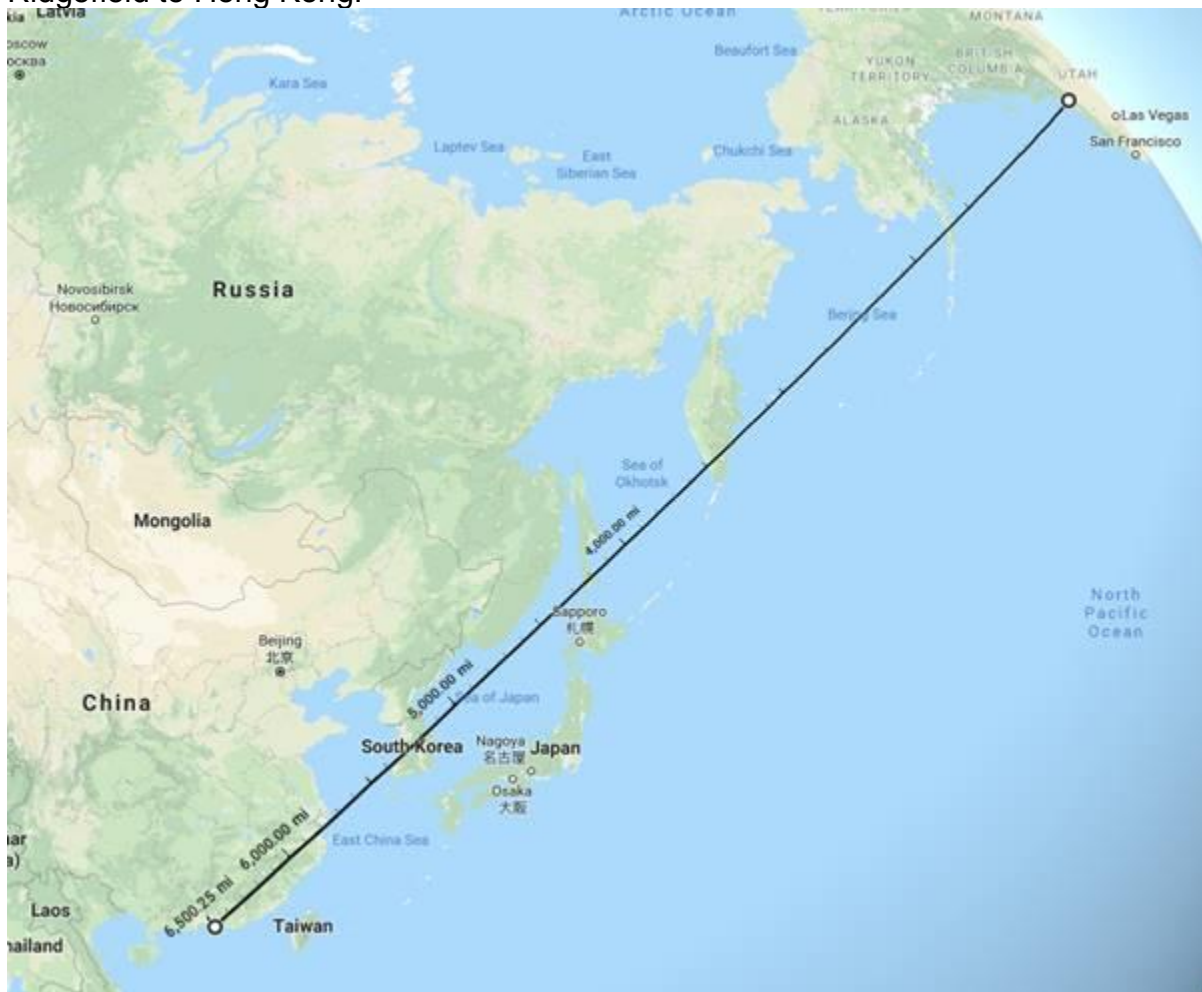 Ridgefield to Hong Kong:
Latvia
Arctic Ocean
MONTANA
Beaufort Sea
YUKON
TERRITORY
BRITISH
COLUMBIA
UTAH
Kara Sea
ALASKA
Las Vegas
San Francisco
Laptev Sea
East
Siberian Sea
Chukchi Sea
Novosibirsk
Новосибирск
Russia
Bering Sea
Sea of
Okhotsk
Mongolia
4,000.00 mi
North
Pacific
Ocean
Sapporo
札幌
Beijing
北京
5,000.00 mi
Sea of Japan
China
South Korea
Nagoya
名古屋
Japan
Osaka
大阪
6,000.00 mi
East China Sea
6,500.25 mi
Laos
Taiwan